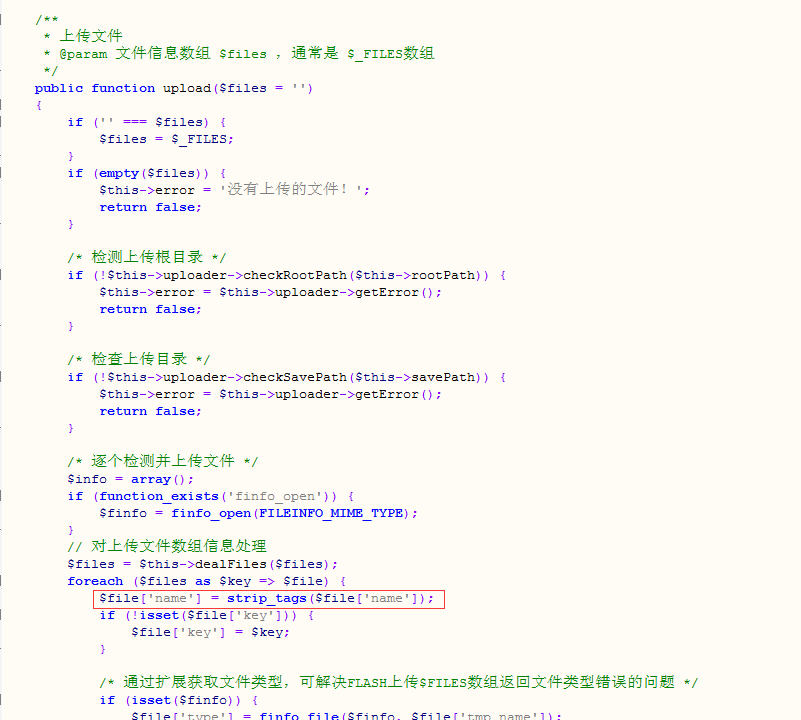 /**
 * 上传文件
 * @param 文件信息数组 $files ，通常是 $_FILES数组
 */
public function upload($files = '')
{
    if ('' === $files) {
        $files = $_FILES;
    }
    if (empty($files)) {
        $this->error = '没有上传的文件！';
        return false;
    }

    /* 检测上传根目录 */
    if (!$this->uploader->checkRootPath($this->rootPath)) {
        $this->error = $this->uploader->getError();
        return false;
    }

    /* 检查上传目录 */
    if (!$this->uploader->checkSavePath($this->savePath)) {
        $this->error = $this->uploader->getError();
        return false;
    }

    /* 逐个检测并上传文件 */
    $info = array();
    if (function_exists('finfo_open')) {
        $finfo = finfo_open(FILEINFO_MIME_TYPE);
    }
    // 对上传文件数组信息处理
    $files = $this->dealFiles($files);
    foreach ($files as $key => $file) {
        $file['name'] = strip_tags($file['name']);
        if (!isset($file['key'])) {
            $file['key'] = $key;
        }

        /* 通过扩展获取文件类型，可解决FLASH上传$FILES数组返回文件类型错误的问题 */
        if (isset($finfo)) {
            $file['type'] = finfo_file($finfo, $file['tmp_name']);